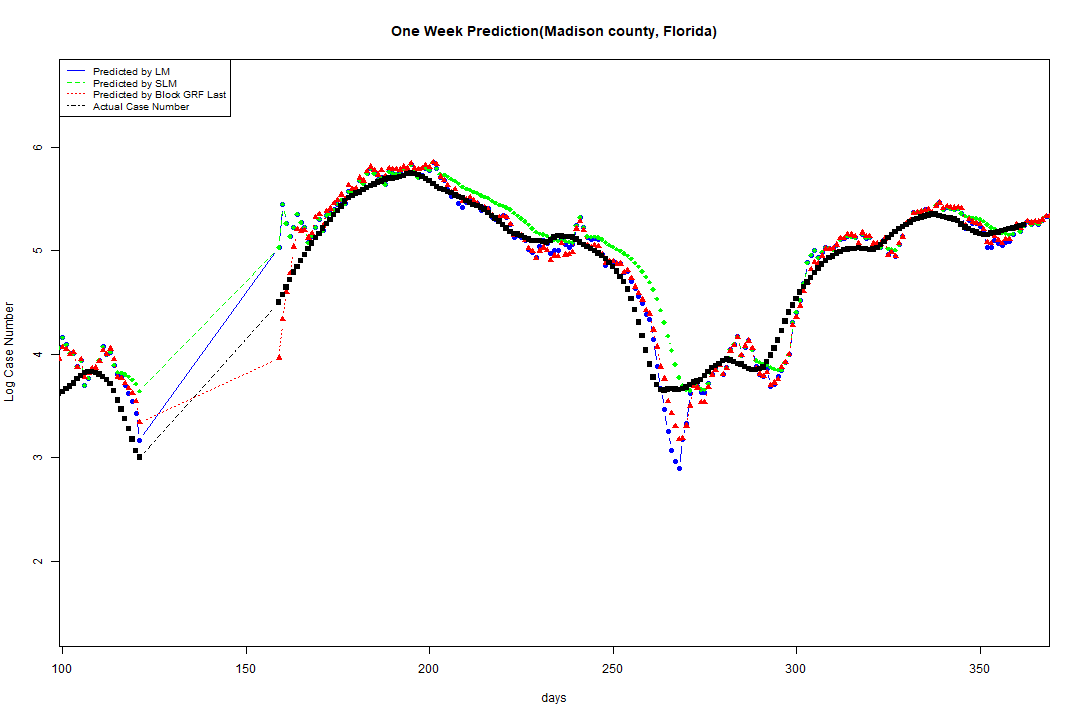 One Week Prediction(Madison county, Florida)
Predicted by LM
Predicted by SLM
Predicted by Block GRF Last
Actual Case Number
6
5
4
3
2
Log Case Number
100 150 200 250 300 350
days